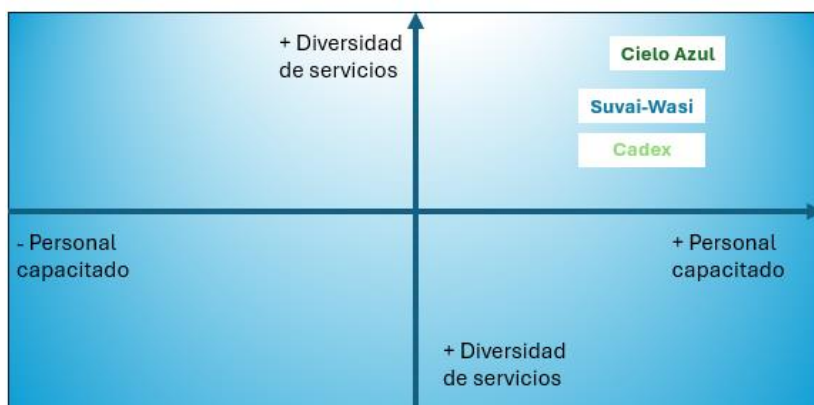 + Diversidad
de servicios
Cielo Azul
Suvai-Wasi
Cadex
- Personal
capacitado
+ Personal
capacitado
+ Diversidad
de servicios